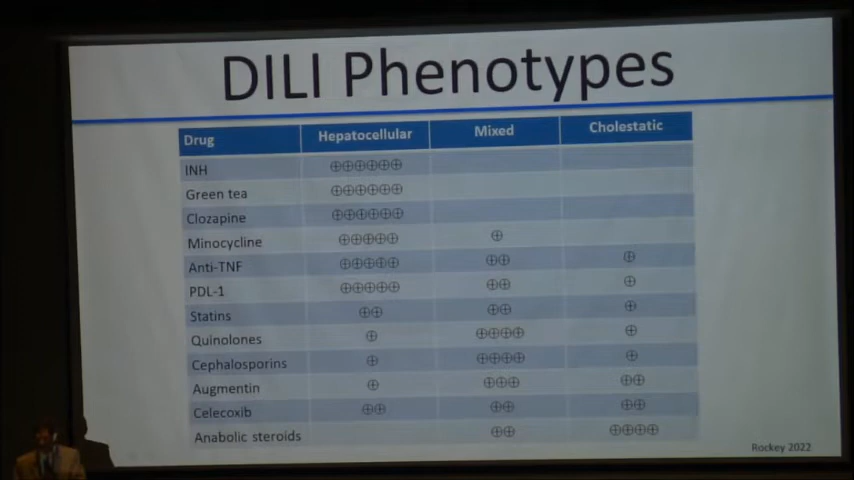 DILI Phenotypes
Drug Hepatocellular Mixed Cholestatic
INH ⊕⊕⊕⊕⊕⊕
Green tea ⊕⊕⊕⊕⊕⊕
Clozapine ⊕⊕⊕⊕⊕⊕
Minocycline ⊕⊕⊕⊕⊕ ⊕
Anti-TNF ⊕⊕⊕⊕⊕ ⊕⊕ ⊕
PDL-1 ⊕⊕⊕⊕⊕ ⊕⊕ ⊕
Statins ⊕⊕ ⊕⊕ ⊕
Quinolones ⊕ ⊕⊕⊕⊕ ⊕
Cephalosporins ⊕ ⊕⊕⊕⊕ ⊕
Augmentin ⊕ ⊕⊕⊕ ⊕⊕
Celecoxib ⊕⊕ ⊕⊕ ⊕⊕
Anabolic steroids ⊕⊕ ⊕⊕⊕⊕
Rockey 2022